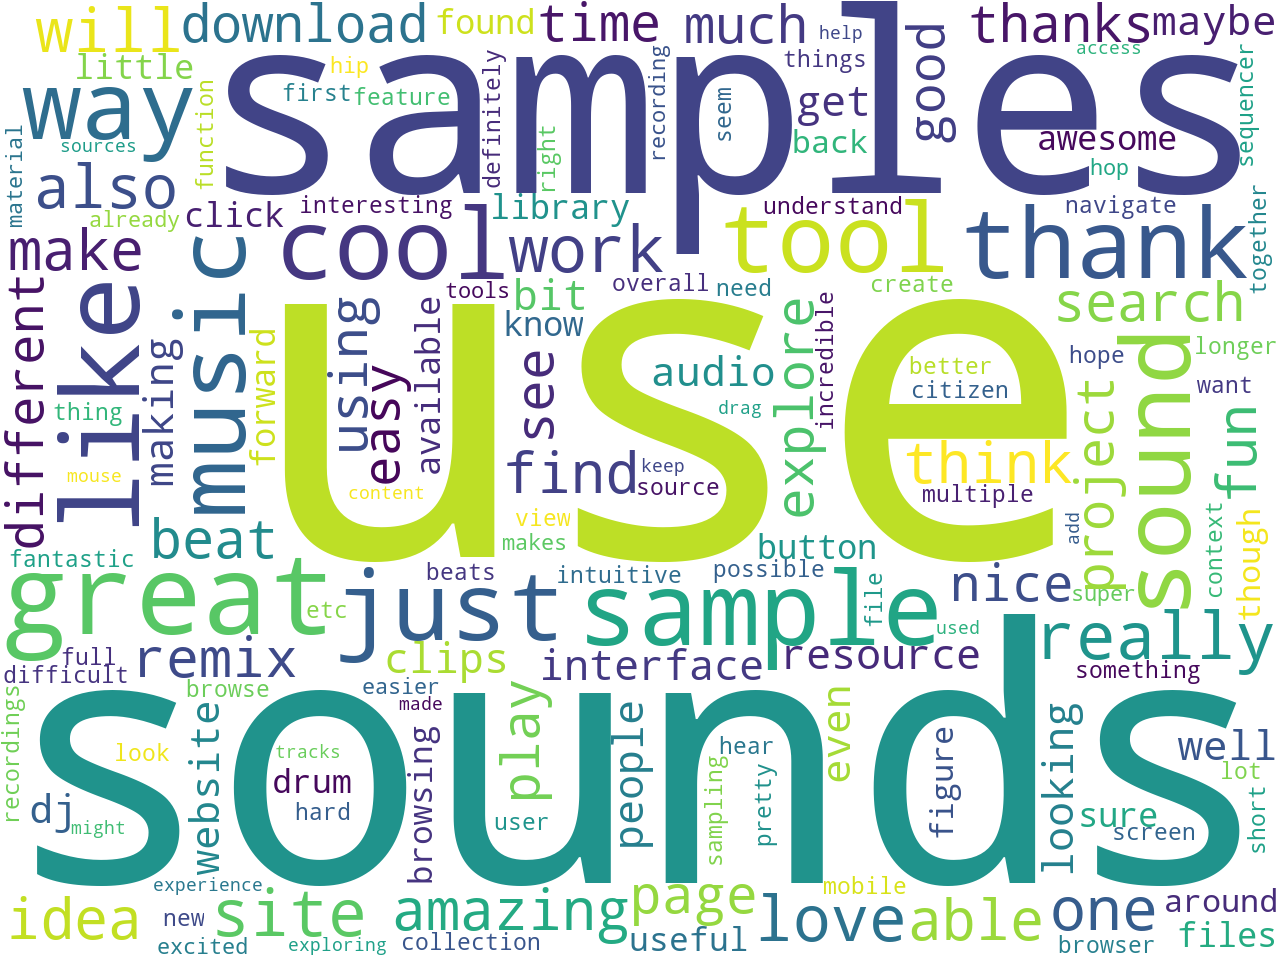 will
download
found
time
much
help
thanks
maybe
samples
little
hip
things
access
way
first
feature
definitely
recording
seem
get
good
sequencer
function
sources
right
back
awesome
material
also
hop
already
click
interesting
library
understand
navigate
together
make
music
cool
work
tool
thank
different
like
tools
bit
overall
need
create
search
making
forward
using
available
easy
know
see
audio
explore
incredible
use
better
citizen
hope
longer
want
sound
thing
drag
project
fun
mouse
content
find
keep
source
think
multiple
view
makes
add
context
though
fantastic
beat
button
great
etc
just
beats
intuitive
possible
sample
file
used
nice
super
really
full
difficult
remix
clips
interface
resource
something
browse
easier
made
sounds
recordings
look
website
tracks
drum
hard
browsing
play
user
people
hear
sampling
pretty
even
figure
looking
well
lot
dj
might
sure
screen
short
experience
mobile
idea
new
site
amazing
page
love
able
one
around
excited
exploring
collection
useful
browser
files